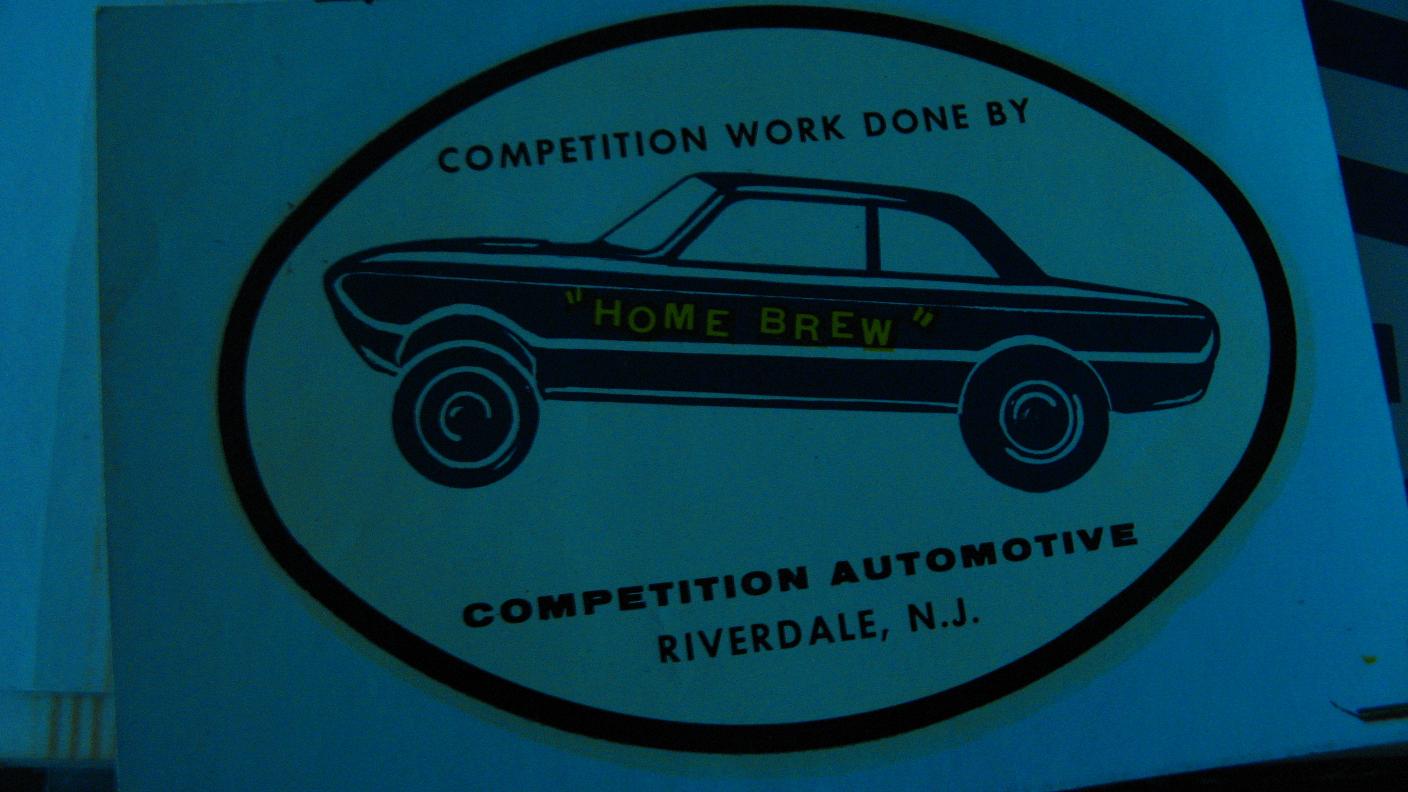 COMPETITION WORK DONE BY
"HOME BREW"
COMPETITION AUTOMOTIVE
RIVERDALE, N.J.